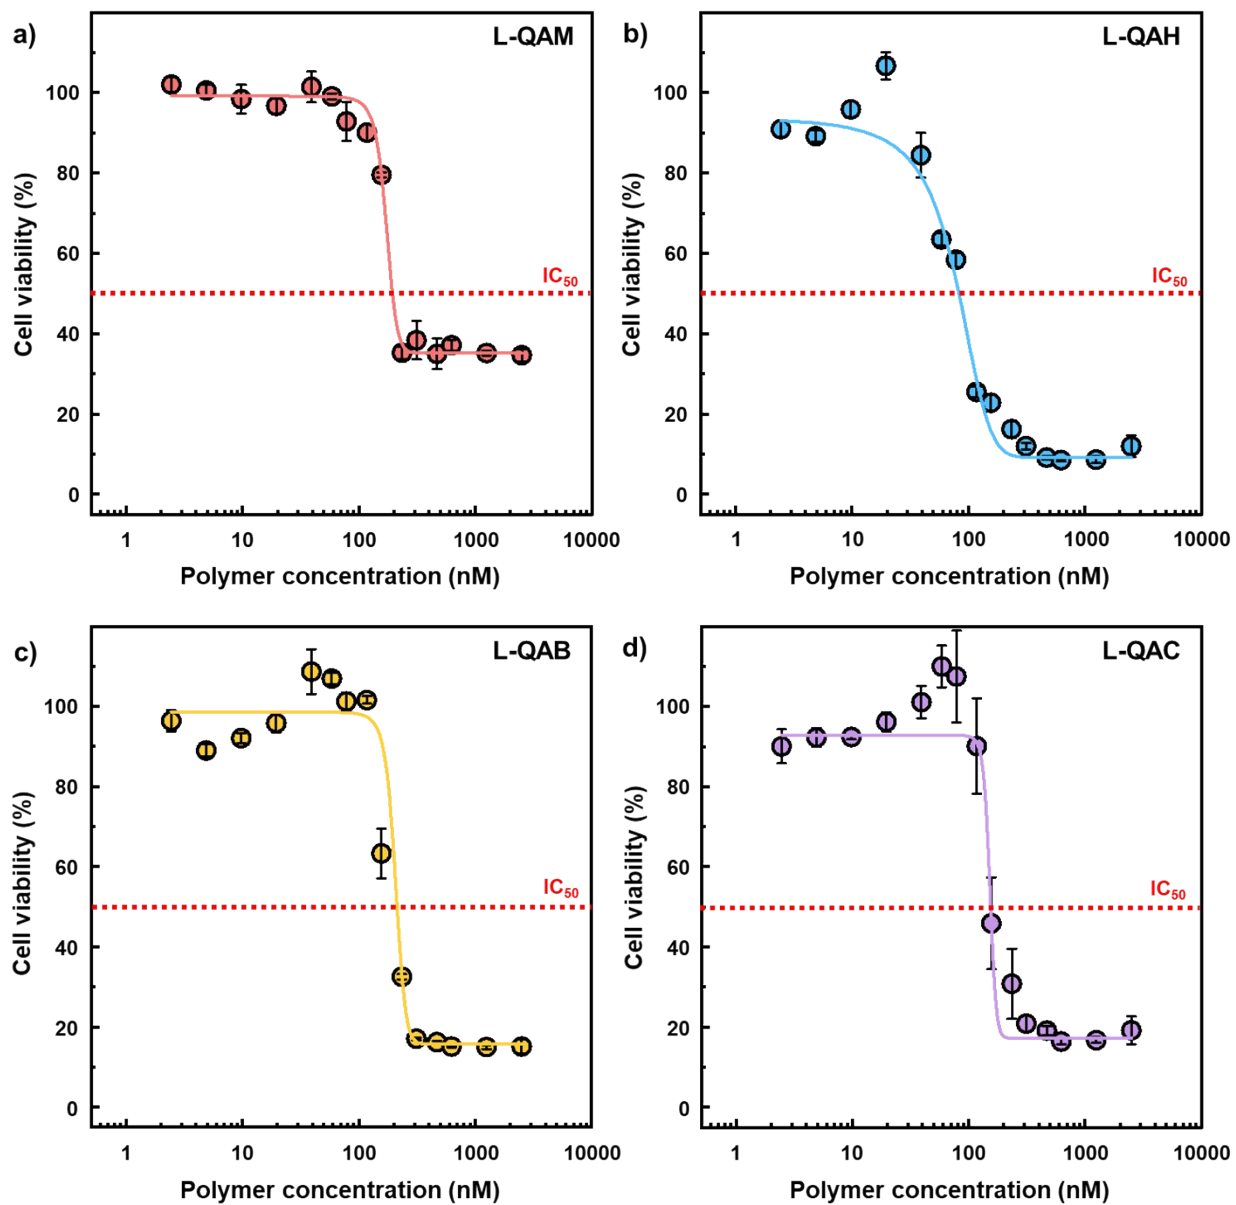 a)
L-QAM
100
80
60
40
20
0
Cell viability (%)
IC50
1 10 100 1000 10000
Polymer concentration (nM)
b)
L-QAH
100
80
60
40
20
0
Cell viability (%)
IC50
1 10 100 1000 10000
Polymer concentration (nM)
c)
L-QAB
100
80
60
40
20
0
Cell viability (%)
IC50
1 10 100 1000 10000
Polymer concentration (nM)
d)
L-QAC
100
80
60
40
20
0
Cell viability (%)
IC50
1 10 100 1000 10000
Polymer concentration (nM)